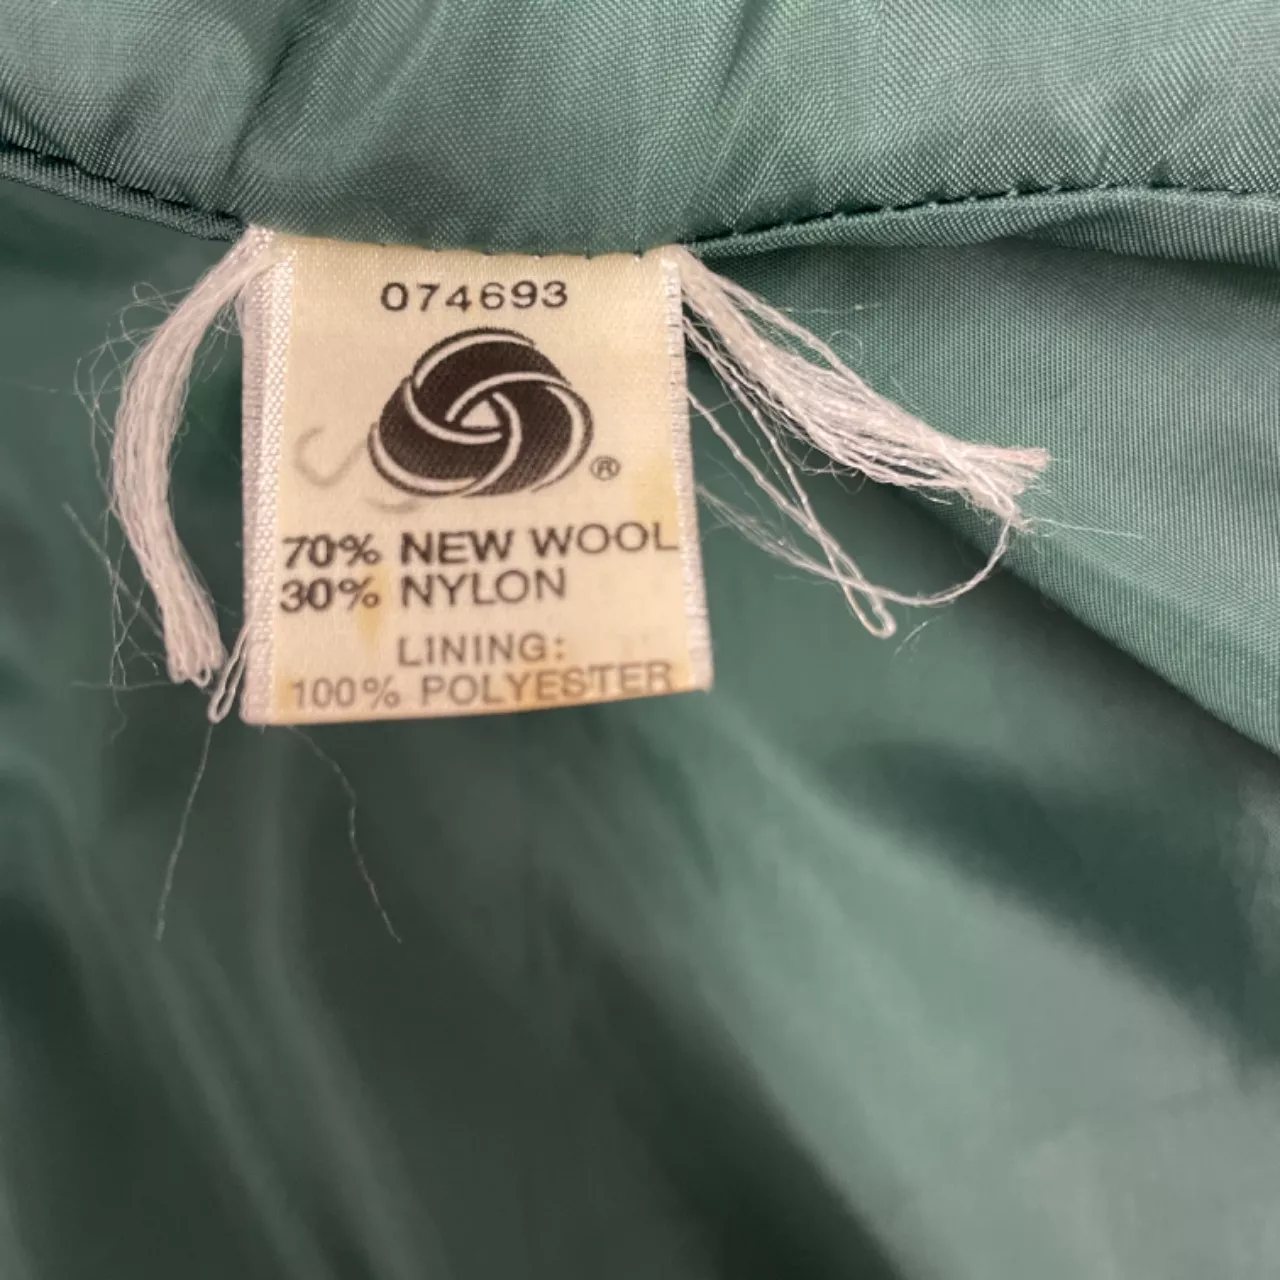 074693
®
70% NEW WOOL
30% NYLON
LINING:
100% POLYESTER